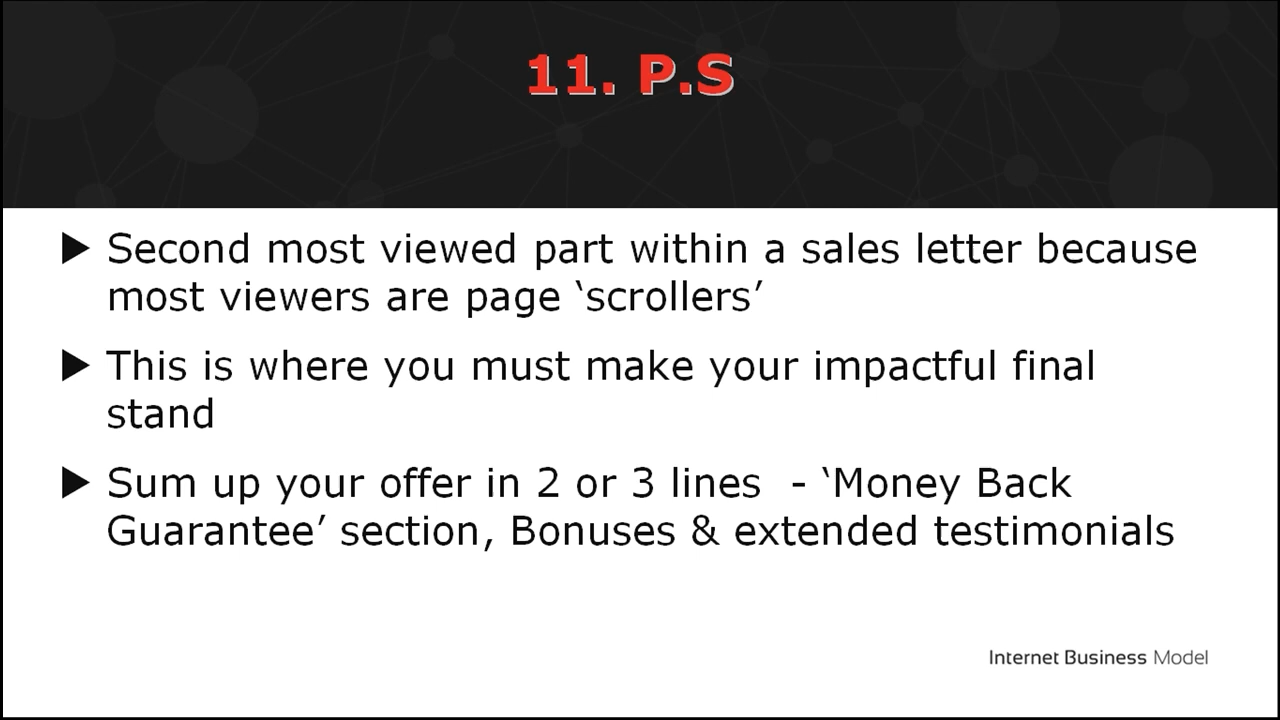 11. P.S
Second most viewed part within a sales letter because
most viewers are page ‘scrollers’
This is where you must make your impactful final
stand
Sum up your offer in 2 or 3 lines  - ‘Money Back
Guarantee’ section, Bonuses & extended testimonials
Internet Business Model